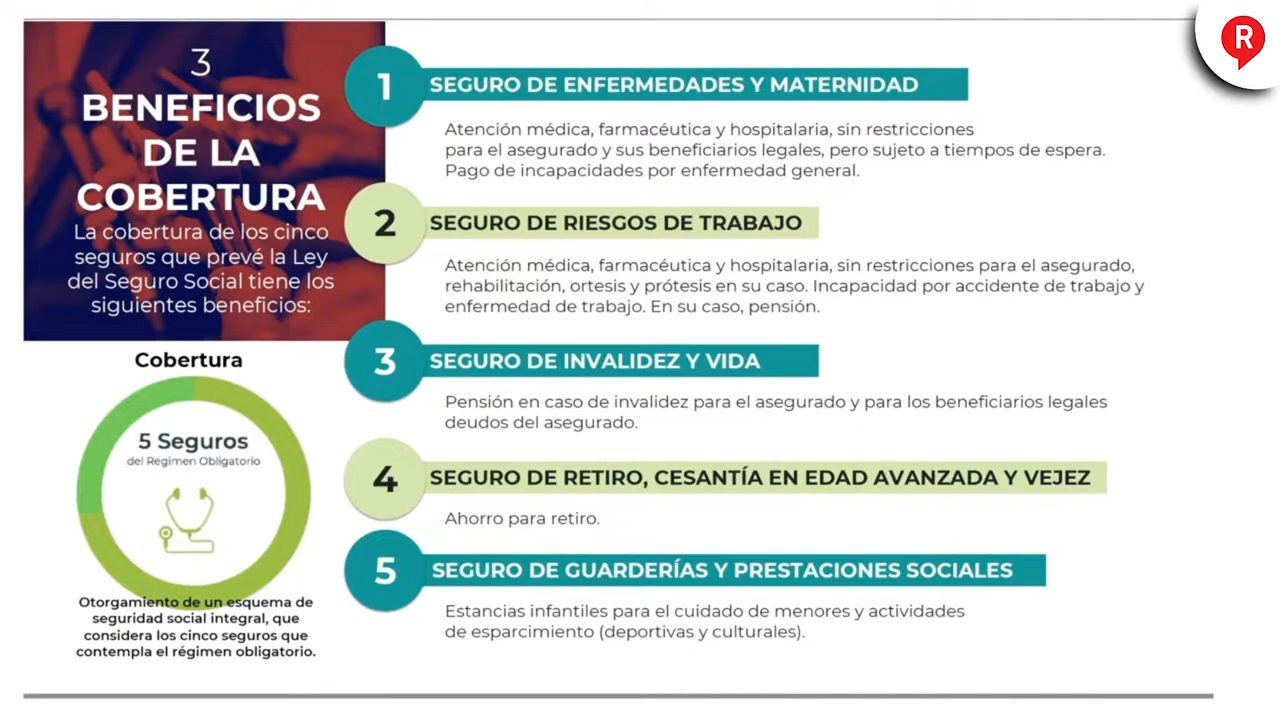 3
BENEFICIOS
DE LA
COBERTURA
La cobertura de los cinco
seguros que prevé la Ley
del Seguro Social tiene los
siguientes beneficios:
Cobertura
5 Seguros
del Régimen Obligatorio
Otorgamiento de un esquema de
seguridad social integral, que
considera los cinco seguros que
contempla el régimen obligatorio.
1
SEGURO DE ENFERMEDADES Y MATERNIDAD
Atención médica, farmacéutica y hospitalaria, sin restricciones
para el asegurado y sus beneficiarios legales, pero sujeto a tiempos de espera.
Pago de incapacidades por enfermedad general.
2
SEGURO DE RIESGOS DE TRABAJO
Atención médica, farmacéutica y hospitalaria, sin restricciones para el asegurado,
rehabilitación, ortesis y prótesis en su caso. Incapacidad por accidente de trabajo y
enfermedad de trabajo. En su caso, pensión.
3
SEGURO DE INVALIDEZ Y VIDA
Pensión en caso de invalidez para el asegurado y para los beneficiarios legales
deudos del asegurado.
4
SEGURO DE RETIRO, CESANTÍA EN EDAD AVANZADA Y VEJEZ
Ahorro para retiro.
5
SEGURO DE GUARDERÍAS Y PRESTACIONES SOCIALES
Estancias infantiles para el cuidado de menores y actividades
de esparcimiento (deportivas y culturales).
R